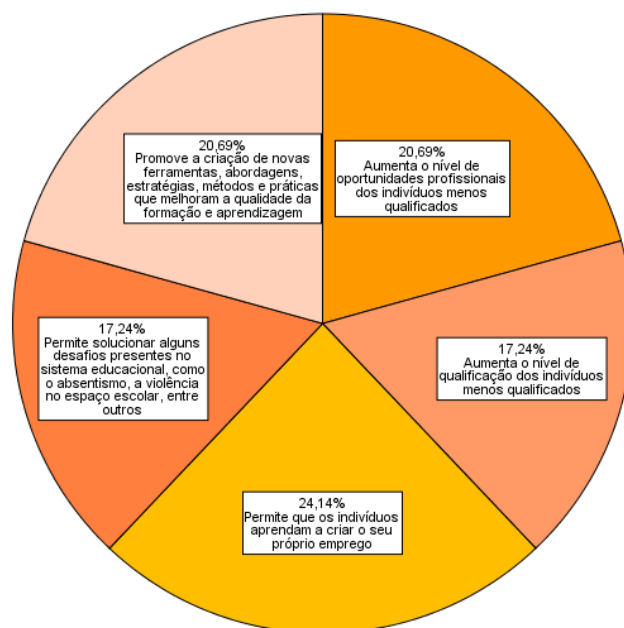 20,69%
Promove a criação de novas
ferramentas, abordagens,
estratégias, métodos e práticas
que melhoram a qualidade da
formação e aprendizagem
20,69%
Aumenta o nível de
oportunidades profissionais
dos indivíduos menos
qualificados
17,24%
Permite solucionar alguns
desafios presentes no
sistema educacional, como
o absentismo, a violência
no espaço escolar, entre
outros
17,24%
Aumenta o nível de
qualificação dos indivíduos
menos qualificados
24,14%
Permite que os indivíduos
aprendam a criar o seu
próprio emprego